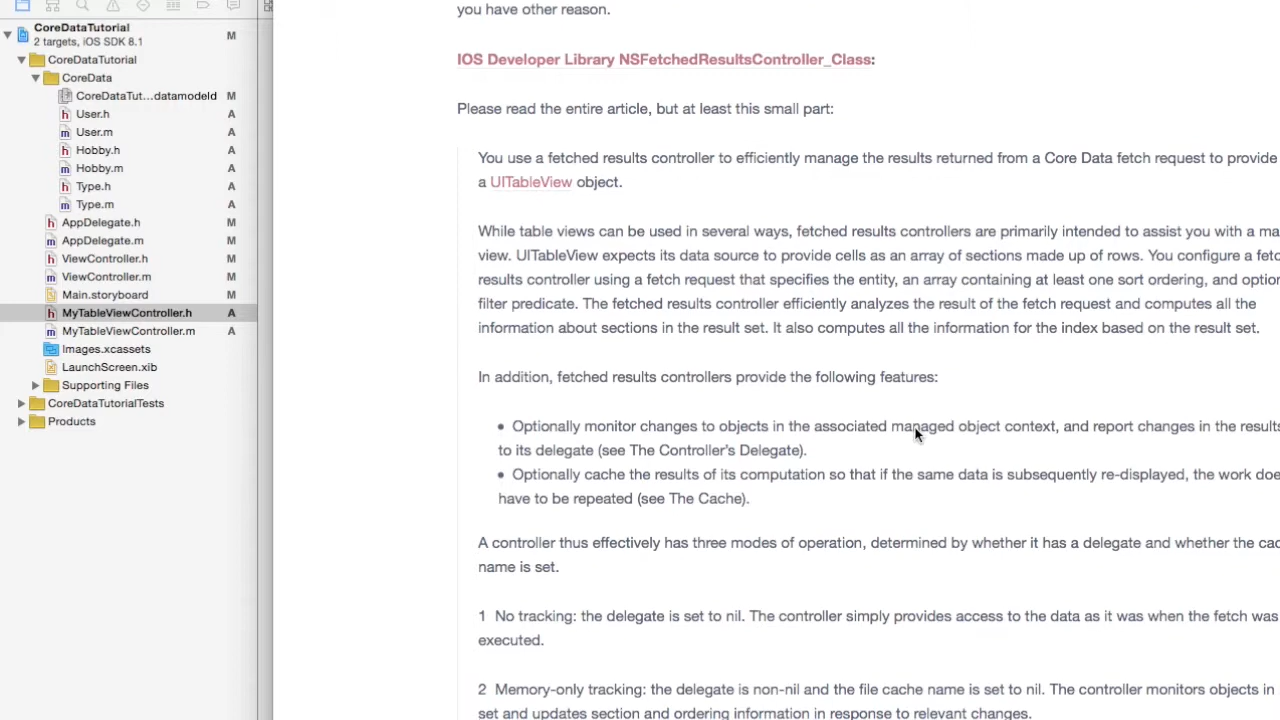 CoreDataTutorial
M
2 targets, iOS SDK 8.1
CoreDataTutorial
CoreData
CoreDataTut...datamodeld M
User.h A
User.m A
Hobby.h A
Hobby.m A
Type.h A
Type.m A
AppDelegate.h M
AppDelegate.m M
ViewController.h M
ViewController.m M
Main.storyboard M
MyTableViewController.h A
MyTableViewController.m A
Images.xcassets
LaunchScreen.xib
Supporting Files
CoreDataTutorialTests
Products
you have other reason.
IOS Developer Library NSFetchedResultsController_Class:
Please read the entire article, but at least this small part:
You use a fetched results controller to efficiently manage the results returned from a Core Data fetch request to provide
a UITableView object.
While table views can be used in several ways, fetched results controllers are primarily intended to assist you with a ma
view. UITableView expects its data source to provide cells as an array of sections made up of rows. You configure a fetc
results controller using a fetch request that specifies the entity, an array containing at least one sort ordering, and option
filter predicate. The fetched results controller efficiently analyzes the result of the fetch request and computes all the
information about sections in the result set. It also computes all the information for the index based on the result set.
In addition, fetched results controllers provide the following features:
• Optionally monitor changes to objects in the associated managed object context, and report changes in the results
to its delegate (see The Controller's Delegate).
• Optionally cache the results of its computation so that if the same data is subsequently re-displayed, the work doe
have to be repeated (see The Cache).
A controller thus effectively has three modes of operation, determined by whether it has a delegate and whether the cac
name is set.
1 No tracking: the delegate is set to nil. The controller simply provides access to the data as it was when the fetch was
executed.
2 Memory-only tracking: the delegate is non-nil and the file cache name is set to nil. The controller monitors objects in
set and updates section and ordering information in response to relevant changes.